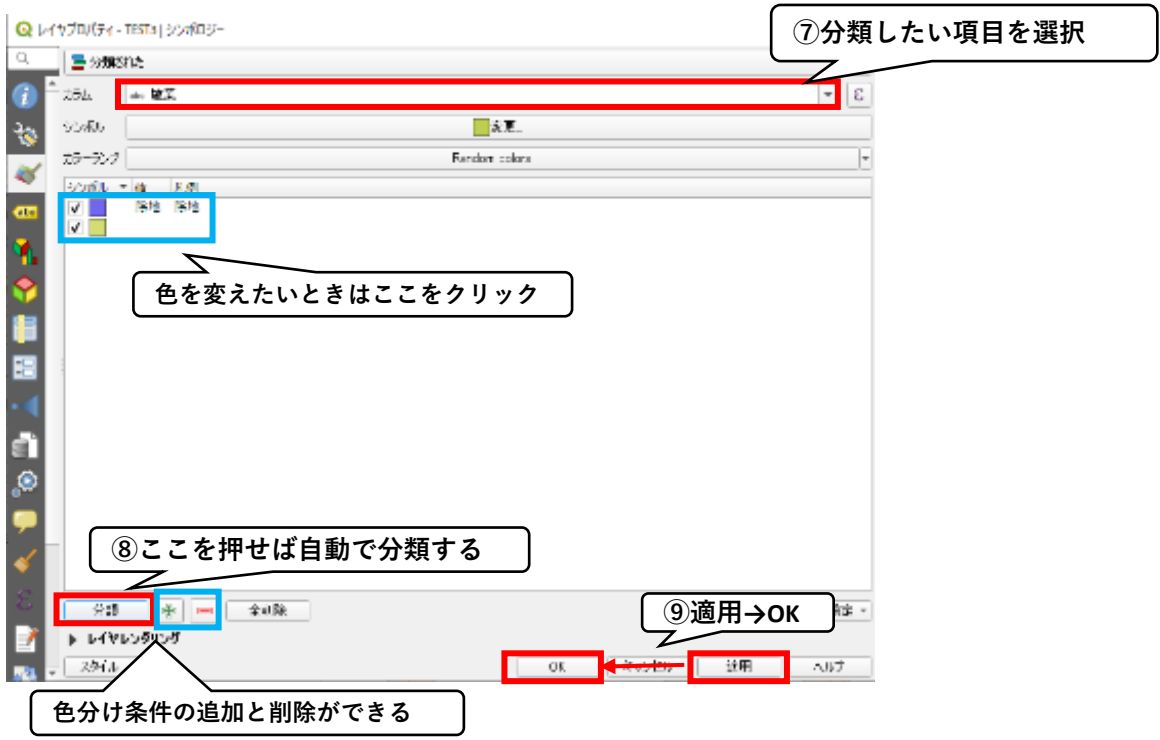 レイヤプロパティ - TEST3 | シンボロジー
⑦分類したい項目を選択
分類された
カラム
abc
ε
シンボル
変更...
カラーランプ
Random colors
シンボル 値 凡例
陸地 陸地
色を変えたいときはここをクリック
⑧ここを押せば自動で分類する
分類
全削除
⑨適用→OK
レイヤレンダリング
スタイル
OK
キャンセル
適用
ヘルプ
色分け条件の追加と削除ができる